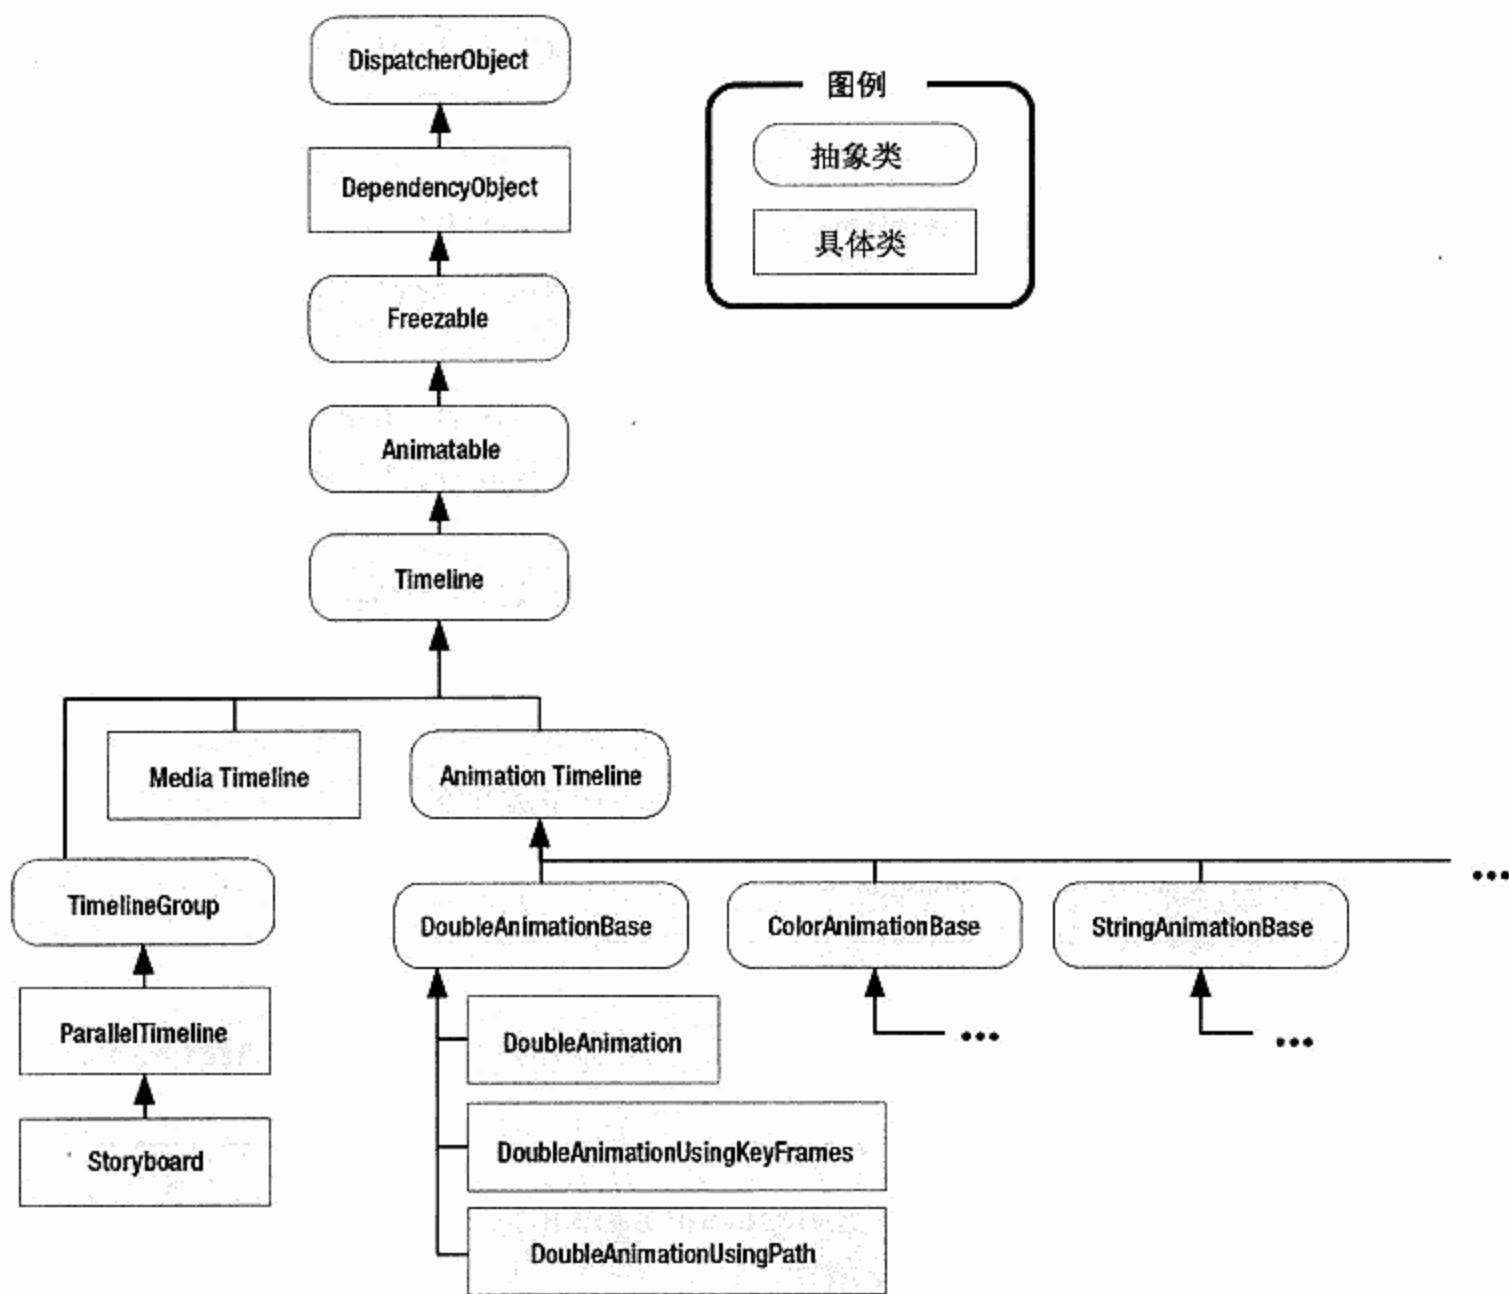 DispatcherObject
图例
抽象类
具体类
DependencyObject
Freezable
Animatable
Timeline
Media Timeline
Animation Timeline
TimelineGroup
DoubleAnimationBase
ColorAnimationBase
StringAnimationBase
•••
ParallelTimeline
DoubleAnimation
•••
•••
Storyboard
DoubleAnimationUsingKeyFrames
DoubleAnimationUsingPath